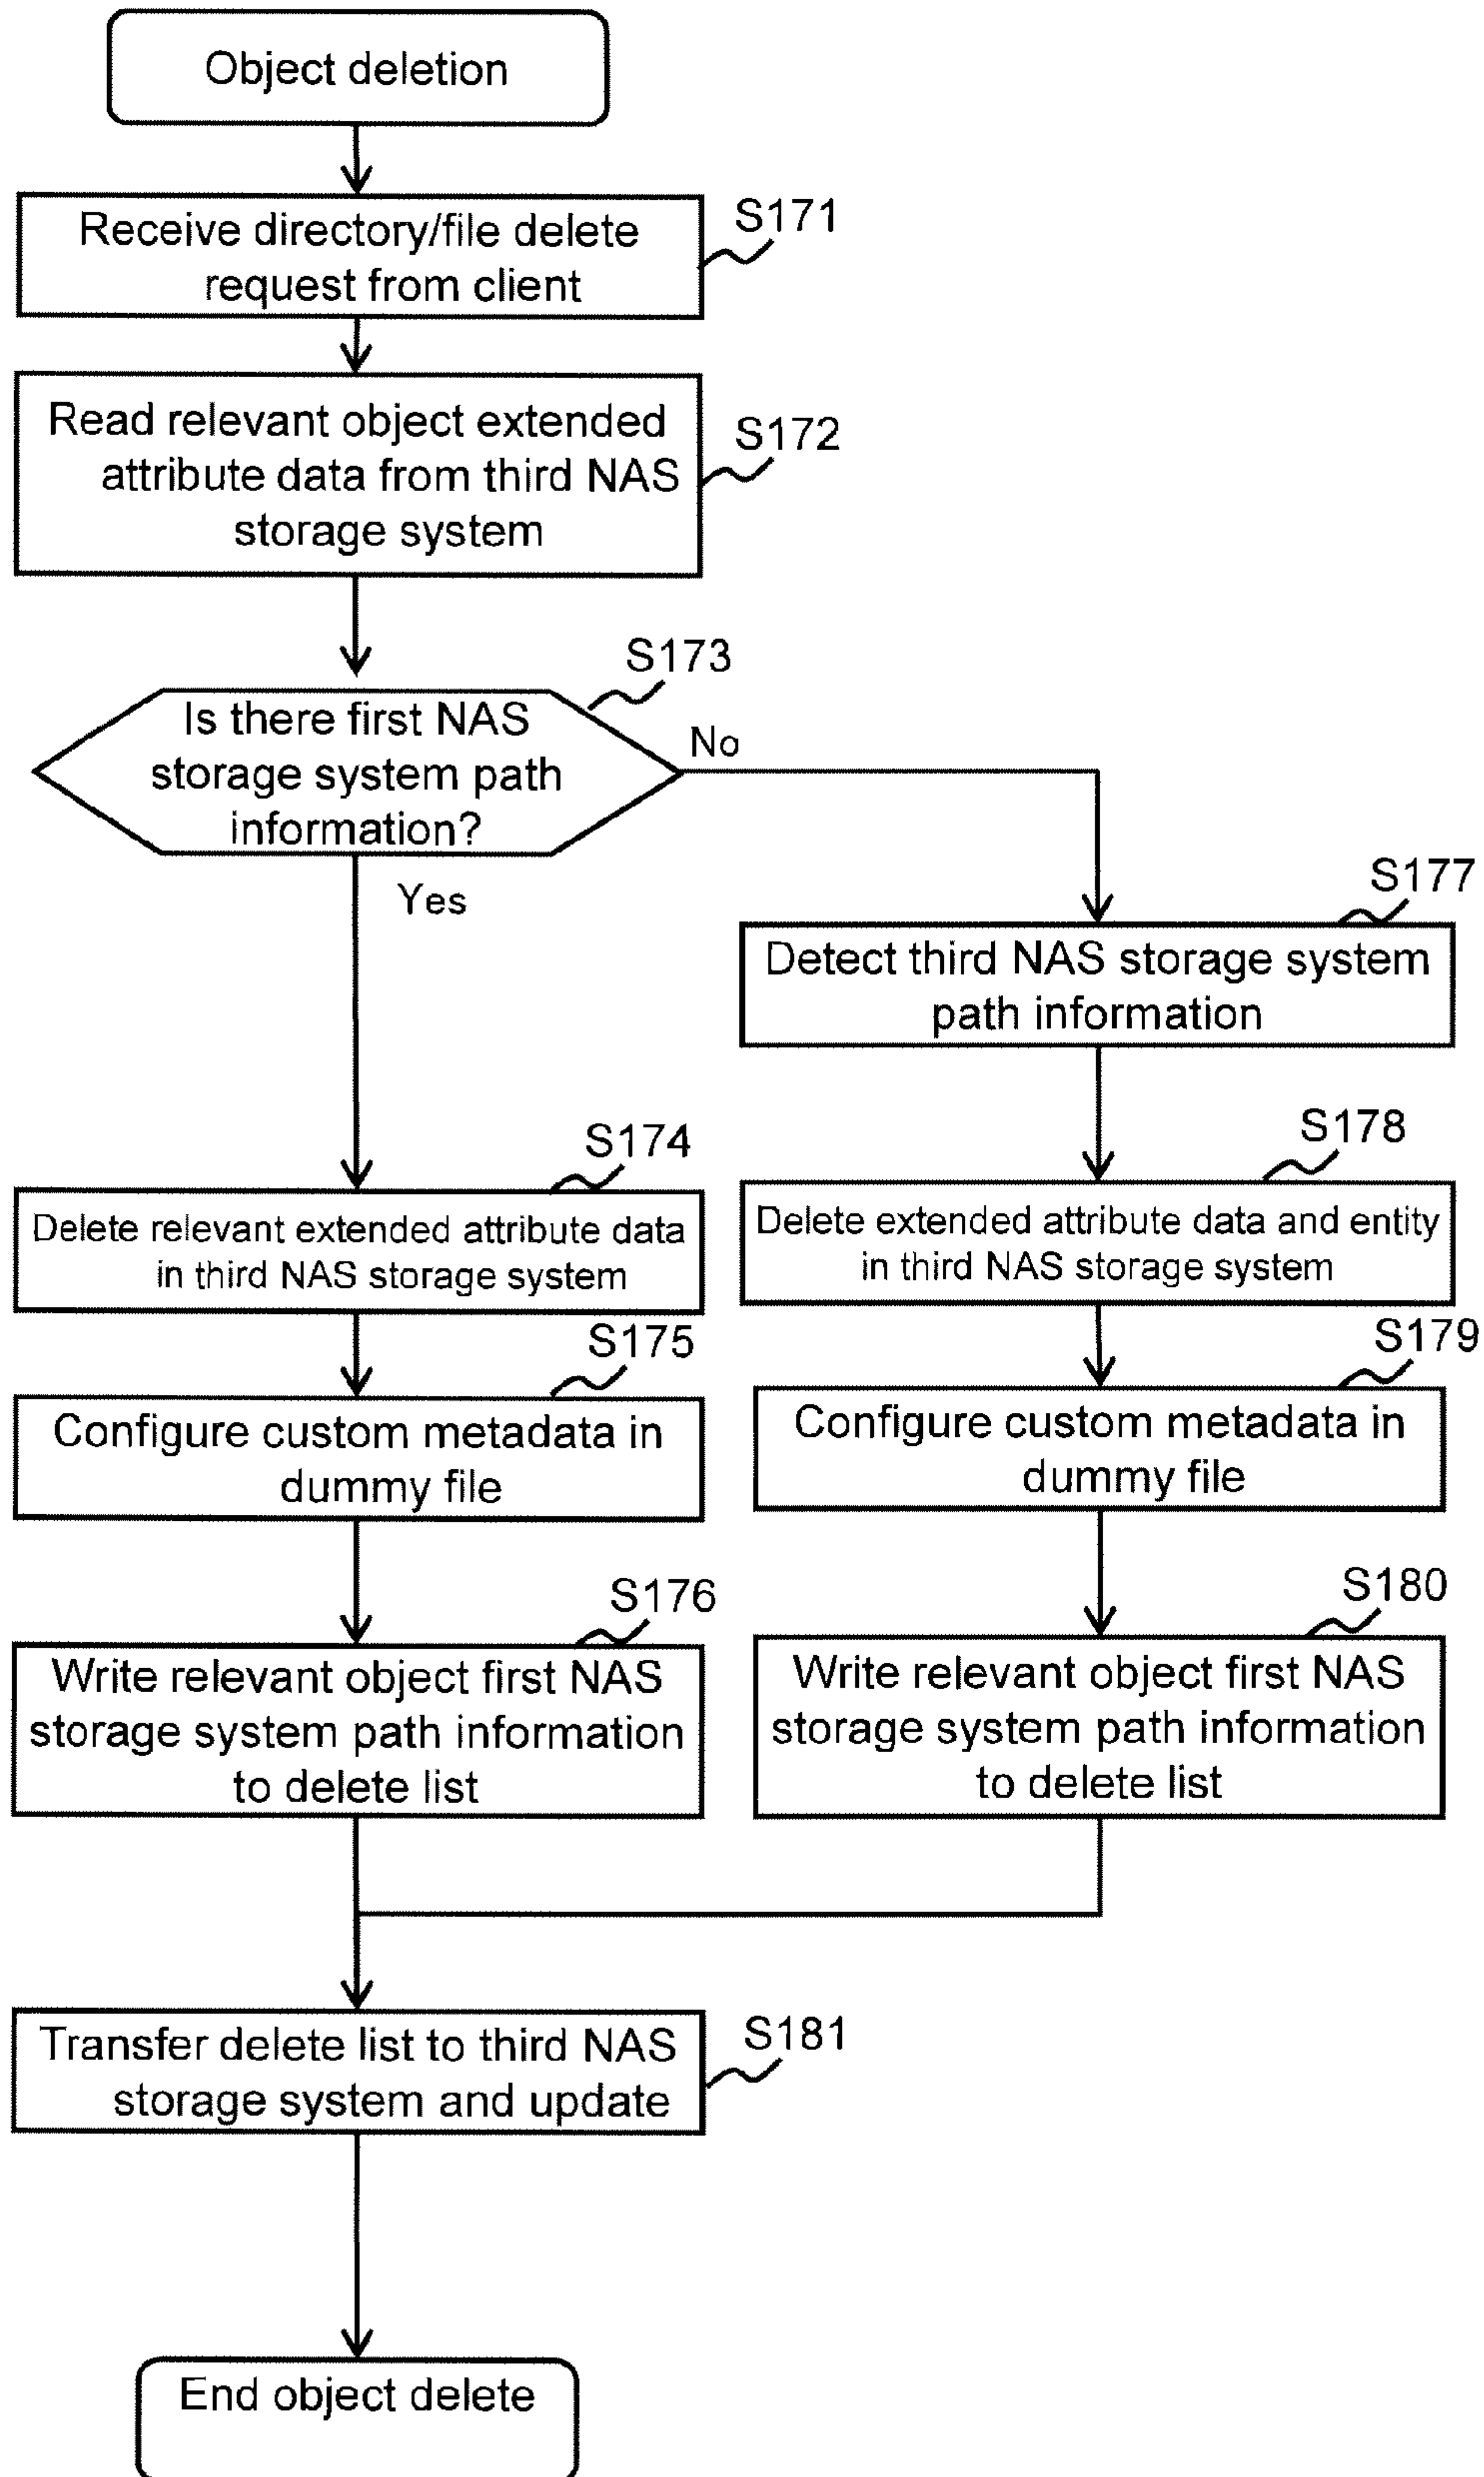 Object deletion
Receive directory/file delete
request from client
S171
Read relevant object extended
attribute data from third NAS
storage system
S172
S173
Is there first NAS
storage system path
information?
No
Yes
S177
Detect third NAS storage system
path information
S174
Delete relevant extended attribute data
in third NAS storage system
S178
Delete extended attribute data and entity
in third NAS storage system
S175
Configure custom metadata in
dummy file
S179
Configure custom metadata in
dummy file
S176
Write relevant object first NAS
storage system path information
to delete list
S180
Write relevant object first NAS
storage system path information
to delete list
Transfer delete list to third NAS
storage system and update
S181
End object delete